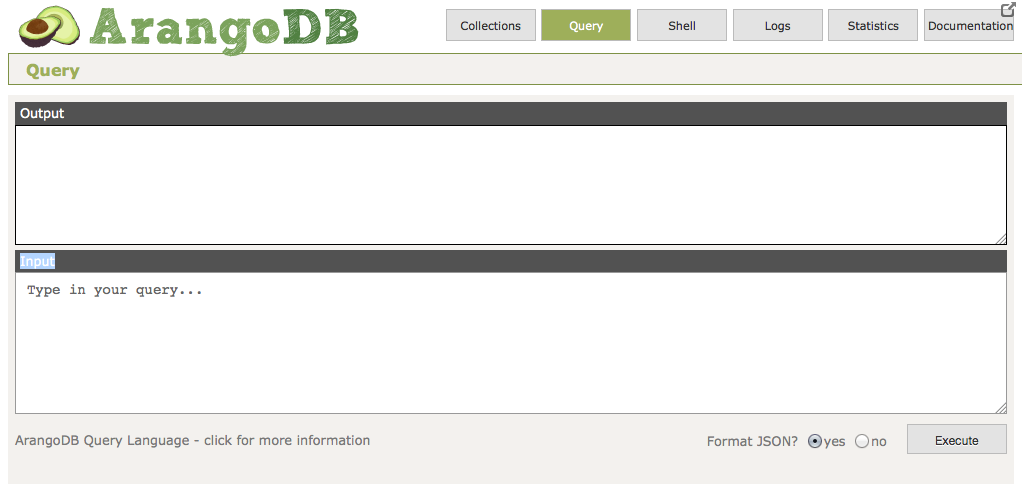 ArangoDB
Collections Query Shell Logs Statistics Documentation
Query
Output
Input
Type in your query...
ArangoDB Query Language - click for more information Format JSON? yes no Execute